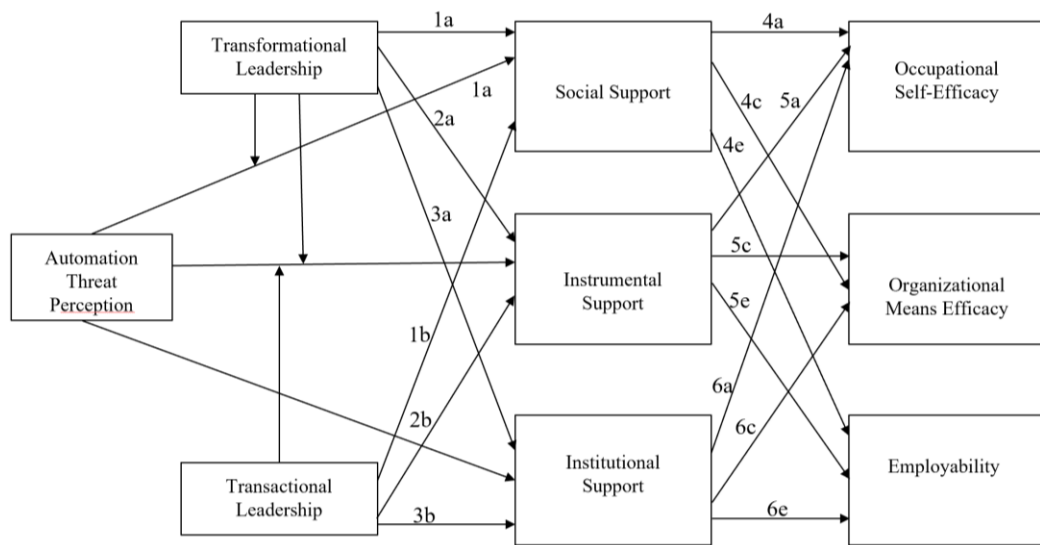 1a
4a
Transformational
Leadership
1a
Social Support
4c
5a
Occupational
Self-Efficacy
2a
4e
3a
Automation
Threat
Perception
Instrumental
Support
5c
Organizational
Means Efficacy
5e
1b
6a
2b
6c
Transactional
Leadership
Institutional
Support
Employability
3b
6e